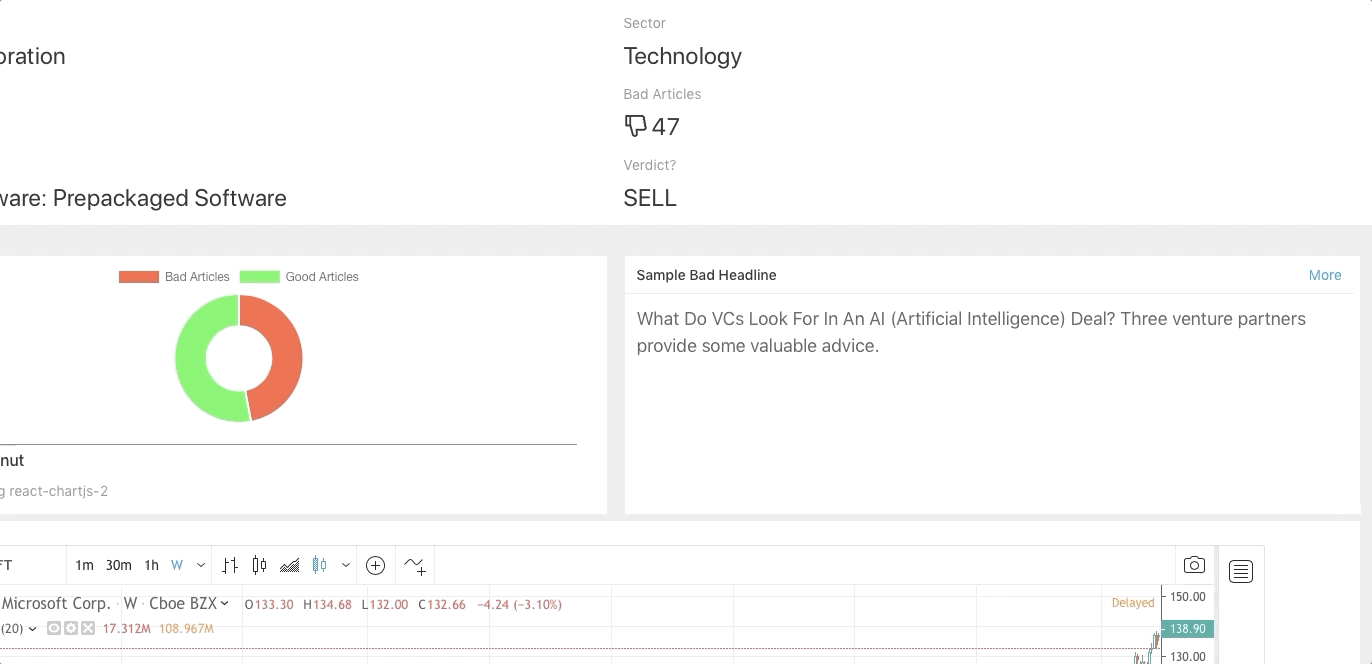 Sector
oration
Technology
Bad Articles
47
Verdict?
ware: Prepackaged Software
SELL
Bad Articles Good Articles
nut
g react-chartjs-2
Sample Bad Headline More
What Do VCs Look For In An AI (Artificial Intelligence) Deal? Three venture partners
provide some valuable advice.
FT 1m 30m 1h W
Microsoft Corp. · W · Cboe BZX O133.30 H134.68 L132.00 C132.66 −4.24 (−3.10%)
(20) 17.312M 108.967M
Delayed
150.00
138.90
130.00